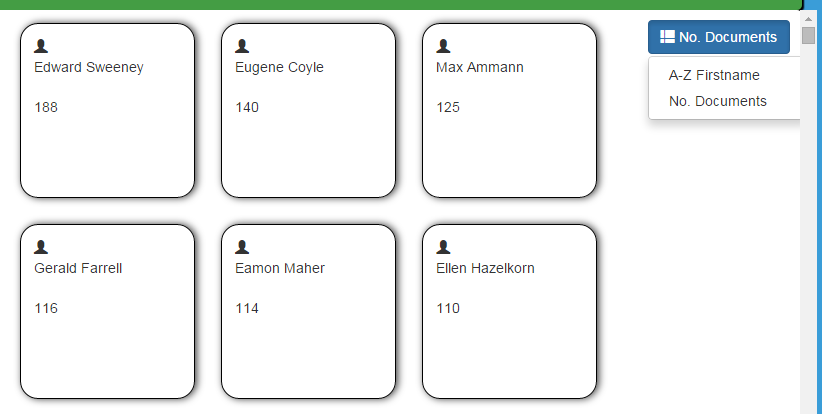 Edward Sweeney
188
Eugene Coyle
140
Max Ammann
125
No. Documents
A-Z Firstname
No. Documents
Gerald Farrell
116
Eamon Maher
114
Ellen Hazelkorn
110